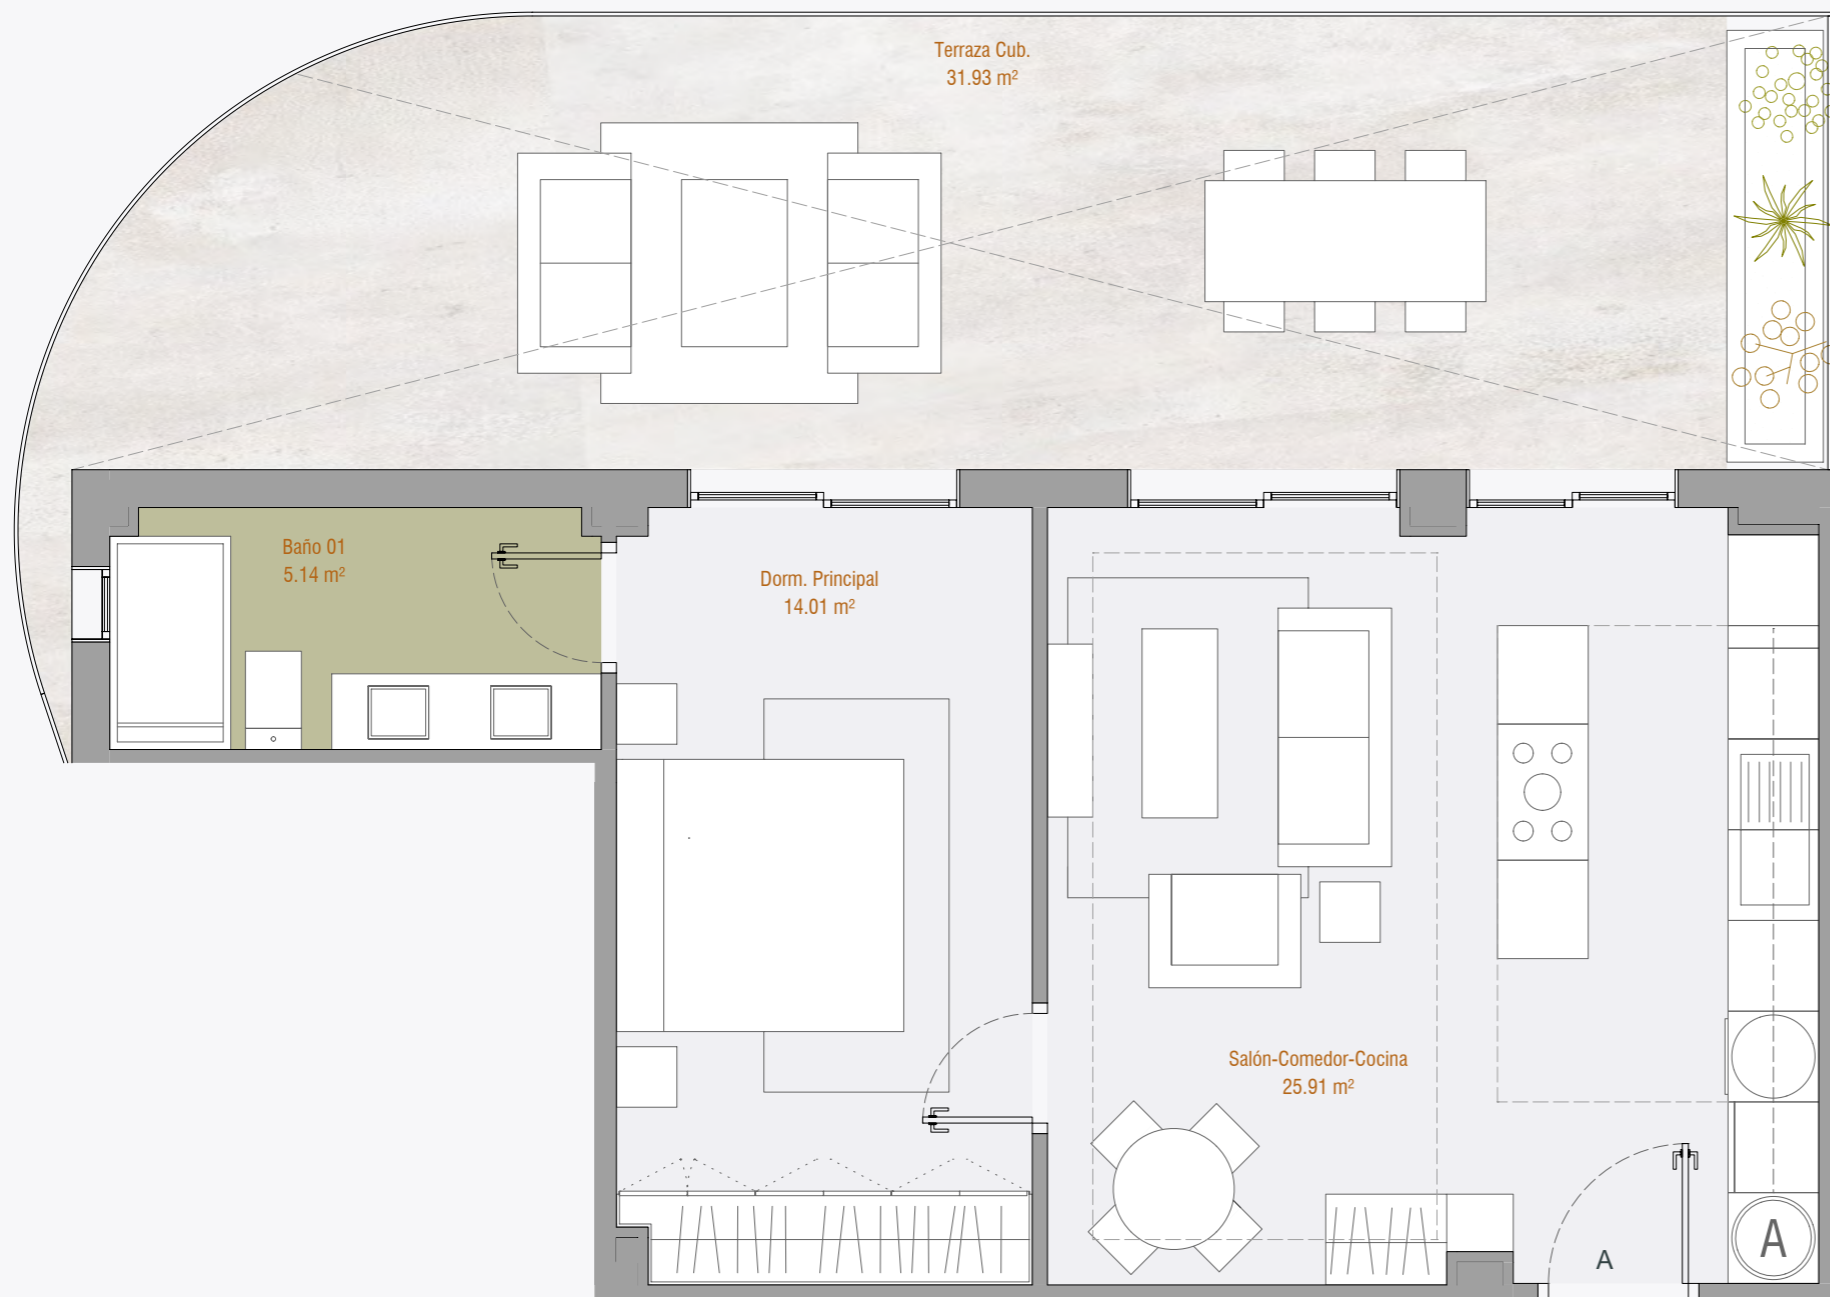 Terraza Cub.
31.93 m²
Baño 01
5.14 m²
Dorm. Principal
14.01 m²
Salón-Comedor-Cocina
25.91 m²
A
A